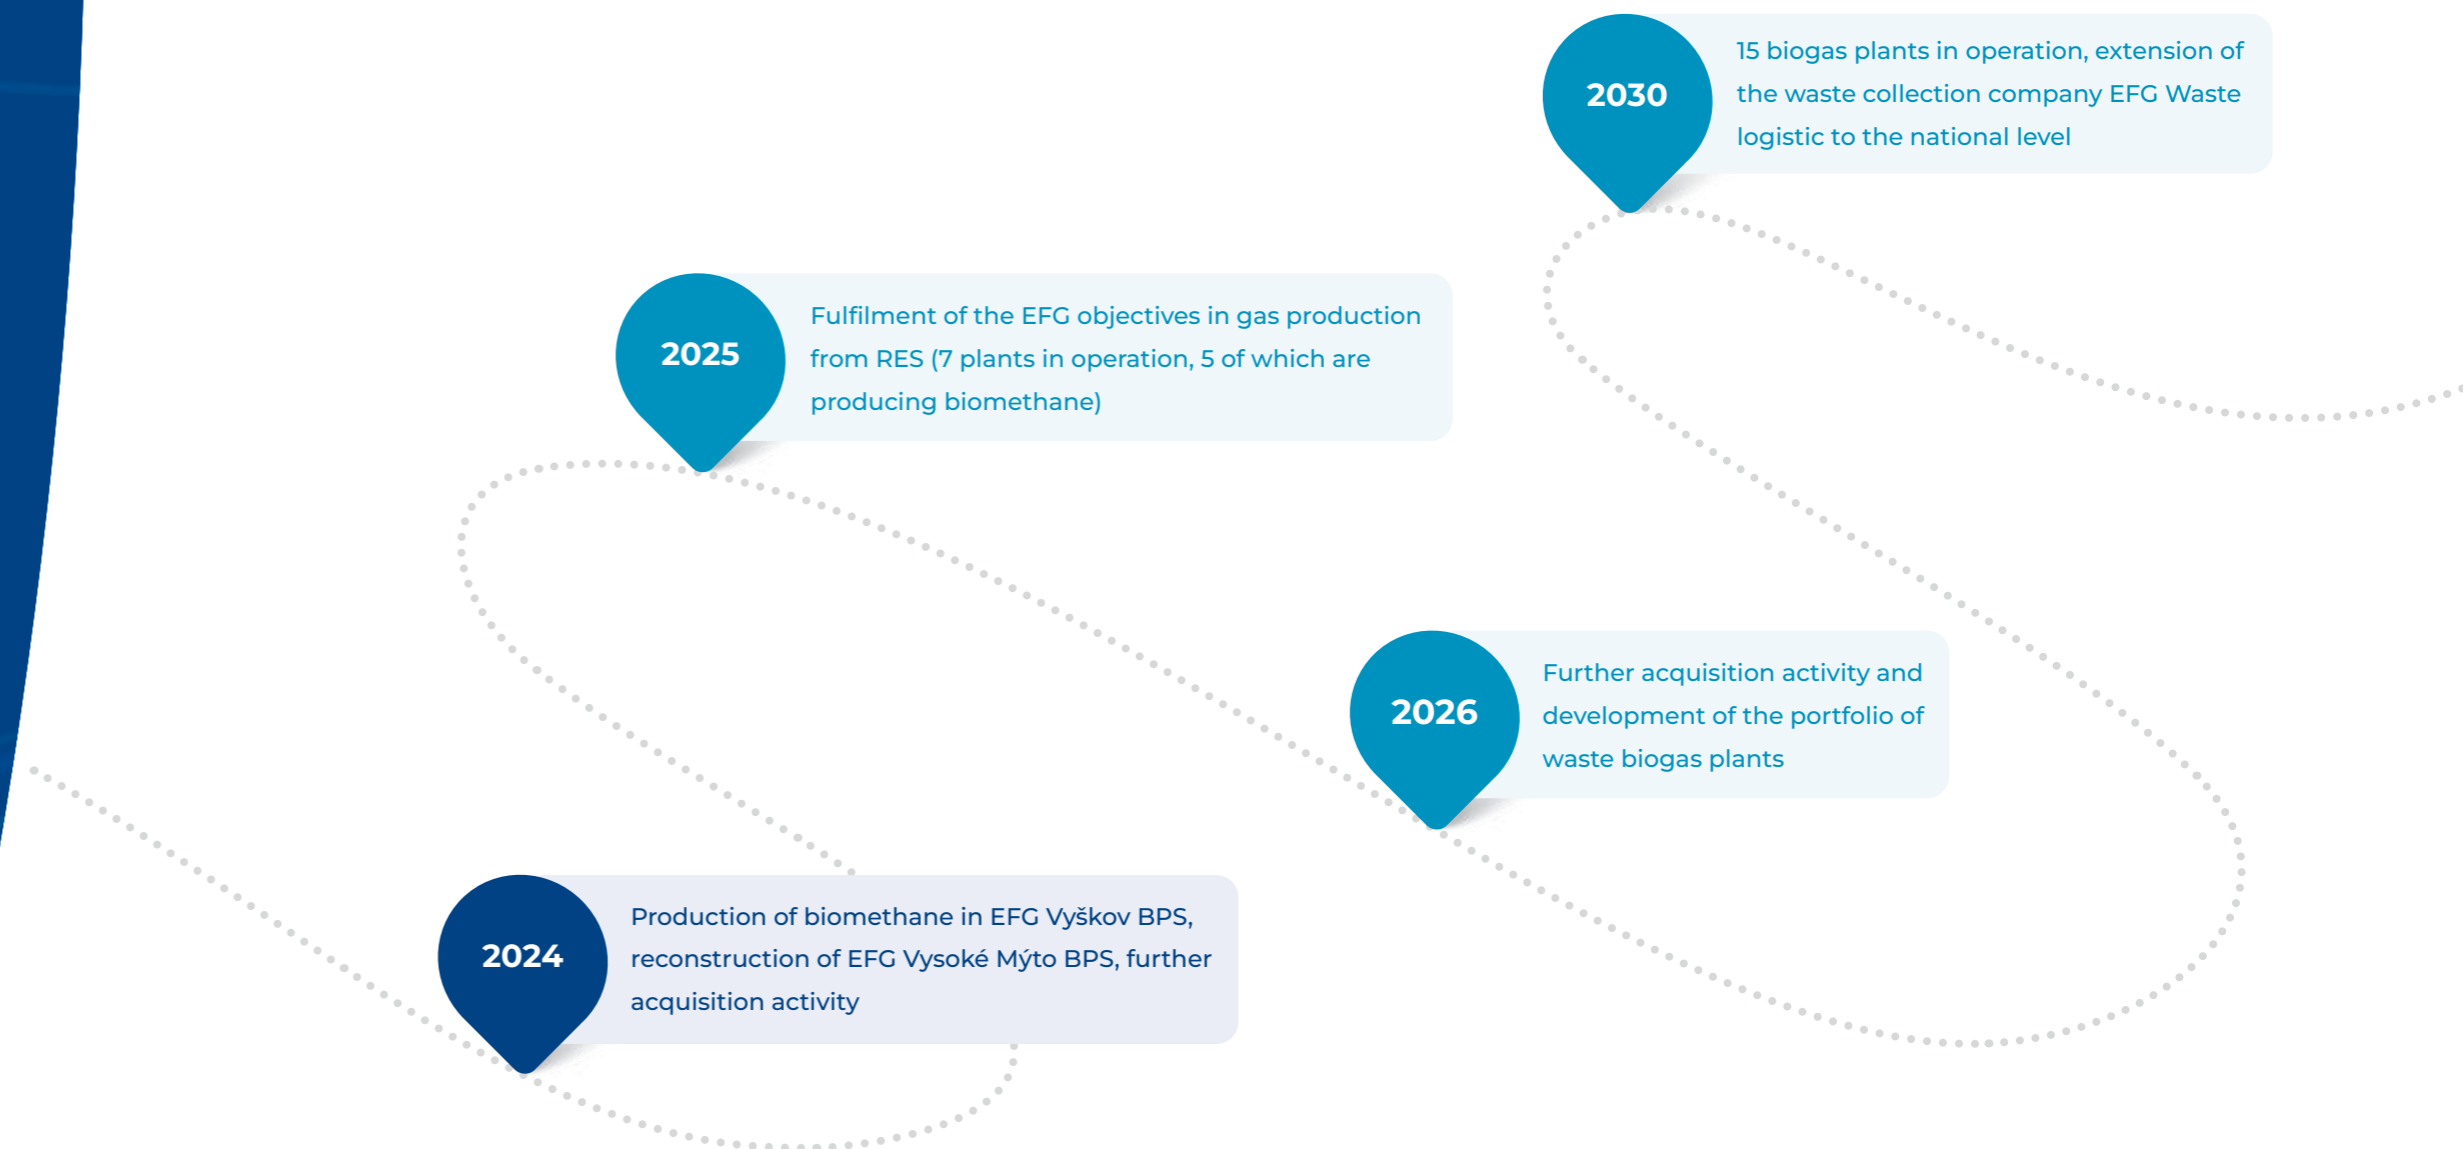 2030
15 biogas plants in operation, extension of
the waste collection company EFG Waste
logistic to the national level
2025
Fulfilment of the EFG objectives in gas production
from RES (7 plants in operation, 5 of which are
producing biomethane)
2026
Further acquisition activity and
development of the portfolio of
waste biogas plants
2024
Production of biomethane in EFG Vyškov BPS,
reconstruction of EFG Vysoké Mýto BPS, further
acquisition activity